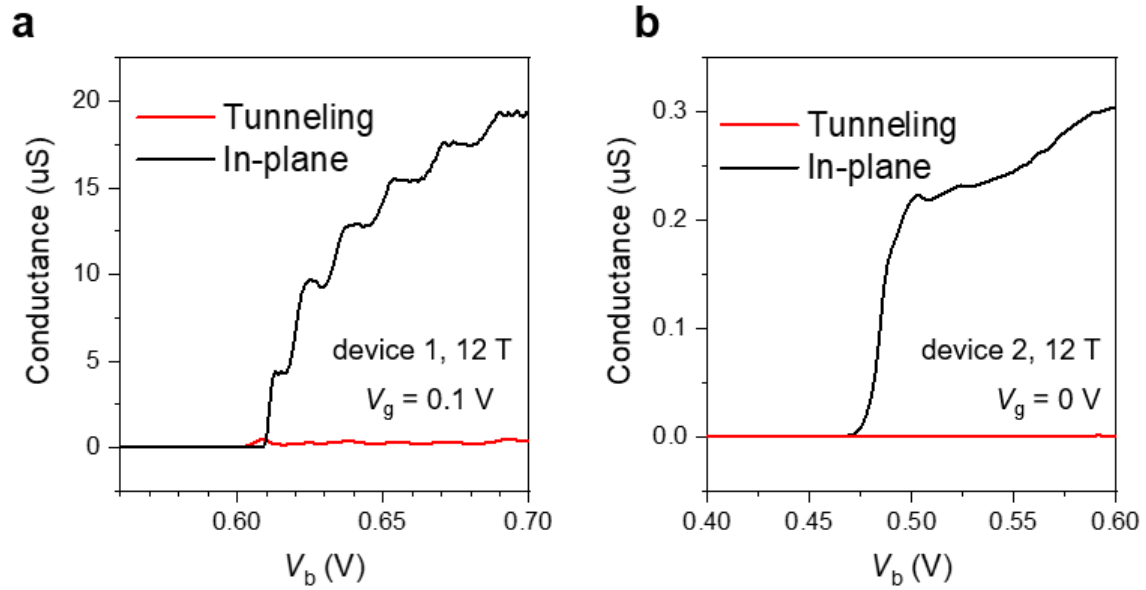 a
Conductance (uS)
20
15
10
5
0
Tunneling
In-plane
device 1, 12 T
Vg = 0.1 V
0.60
0.65
0.70
Vb (V)
b
Conductance (uS)
0.3
0.2
0.1
0.0
Tunneling
In-plane
device 2, 12 T
Vg = 0 V
0.40
0.45
0.50
0.55
0.60
Vb (V)